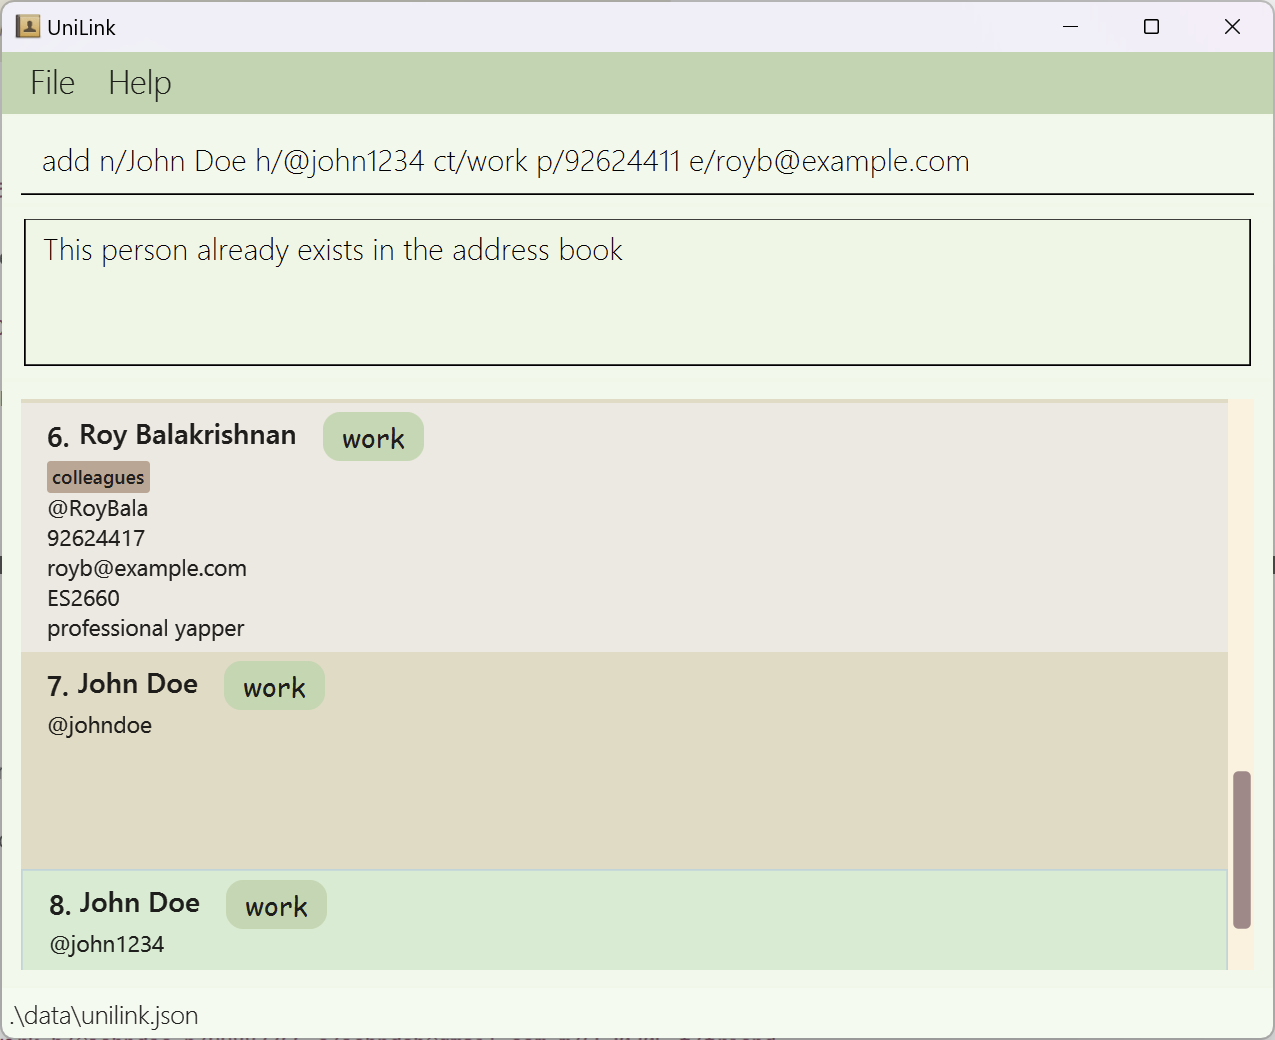 UniLink
File Help
add n/John Doe h/@john1234 ct/work p/92624411 e/royb@example.com
This person already exists in the address book
6. Roy Balakrishnan work
colleagues
@RoyBala
92624417
royb@example.com
ES2660
professional yapper
7. John Doe work
@johndoe
8. John Doe work
@john1234
.\data\unilink.json